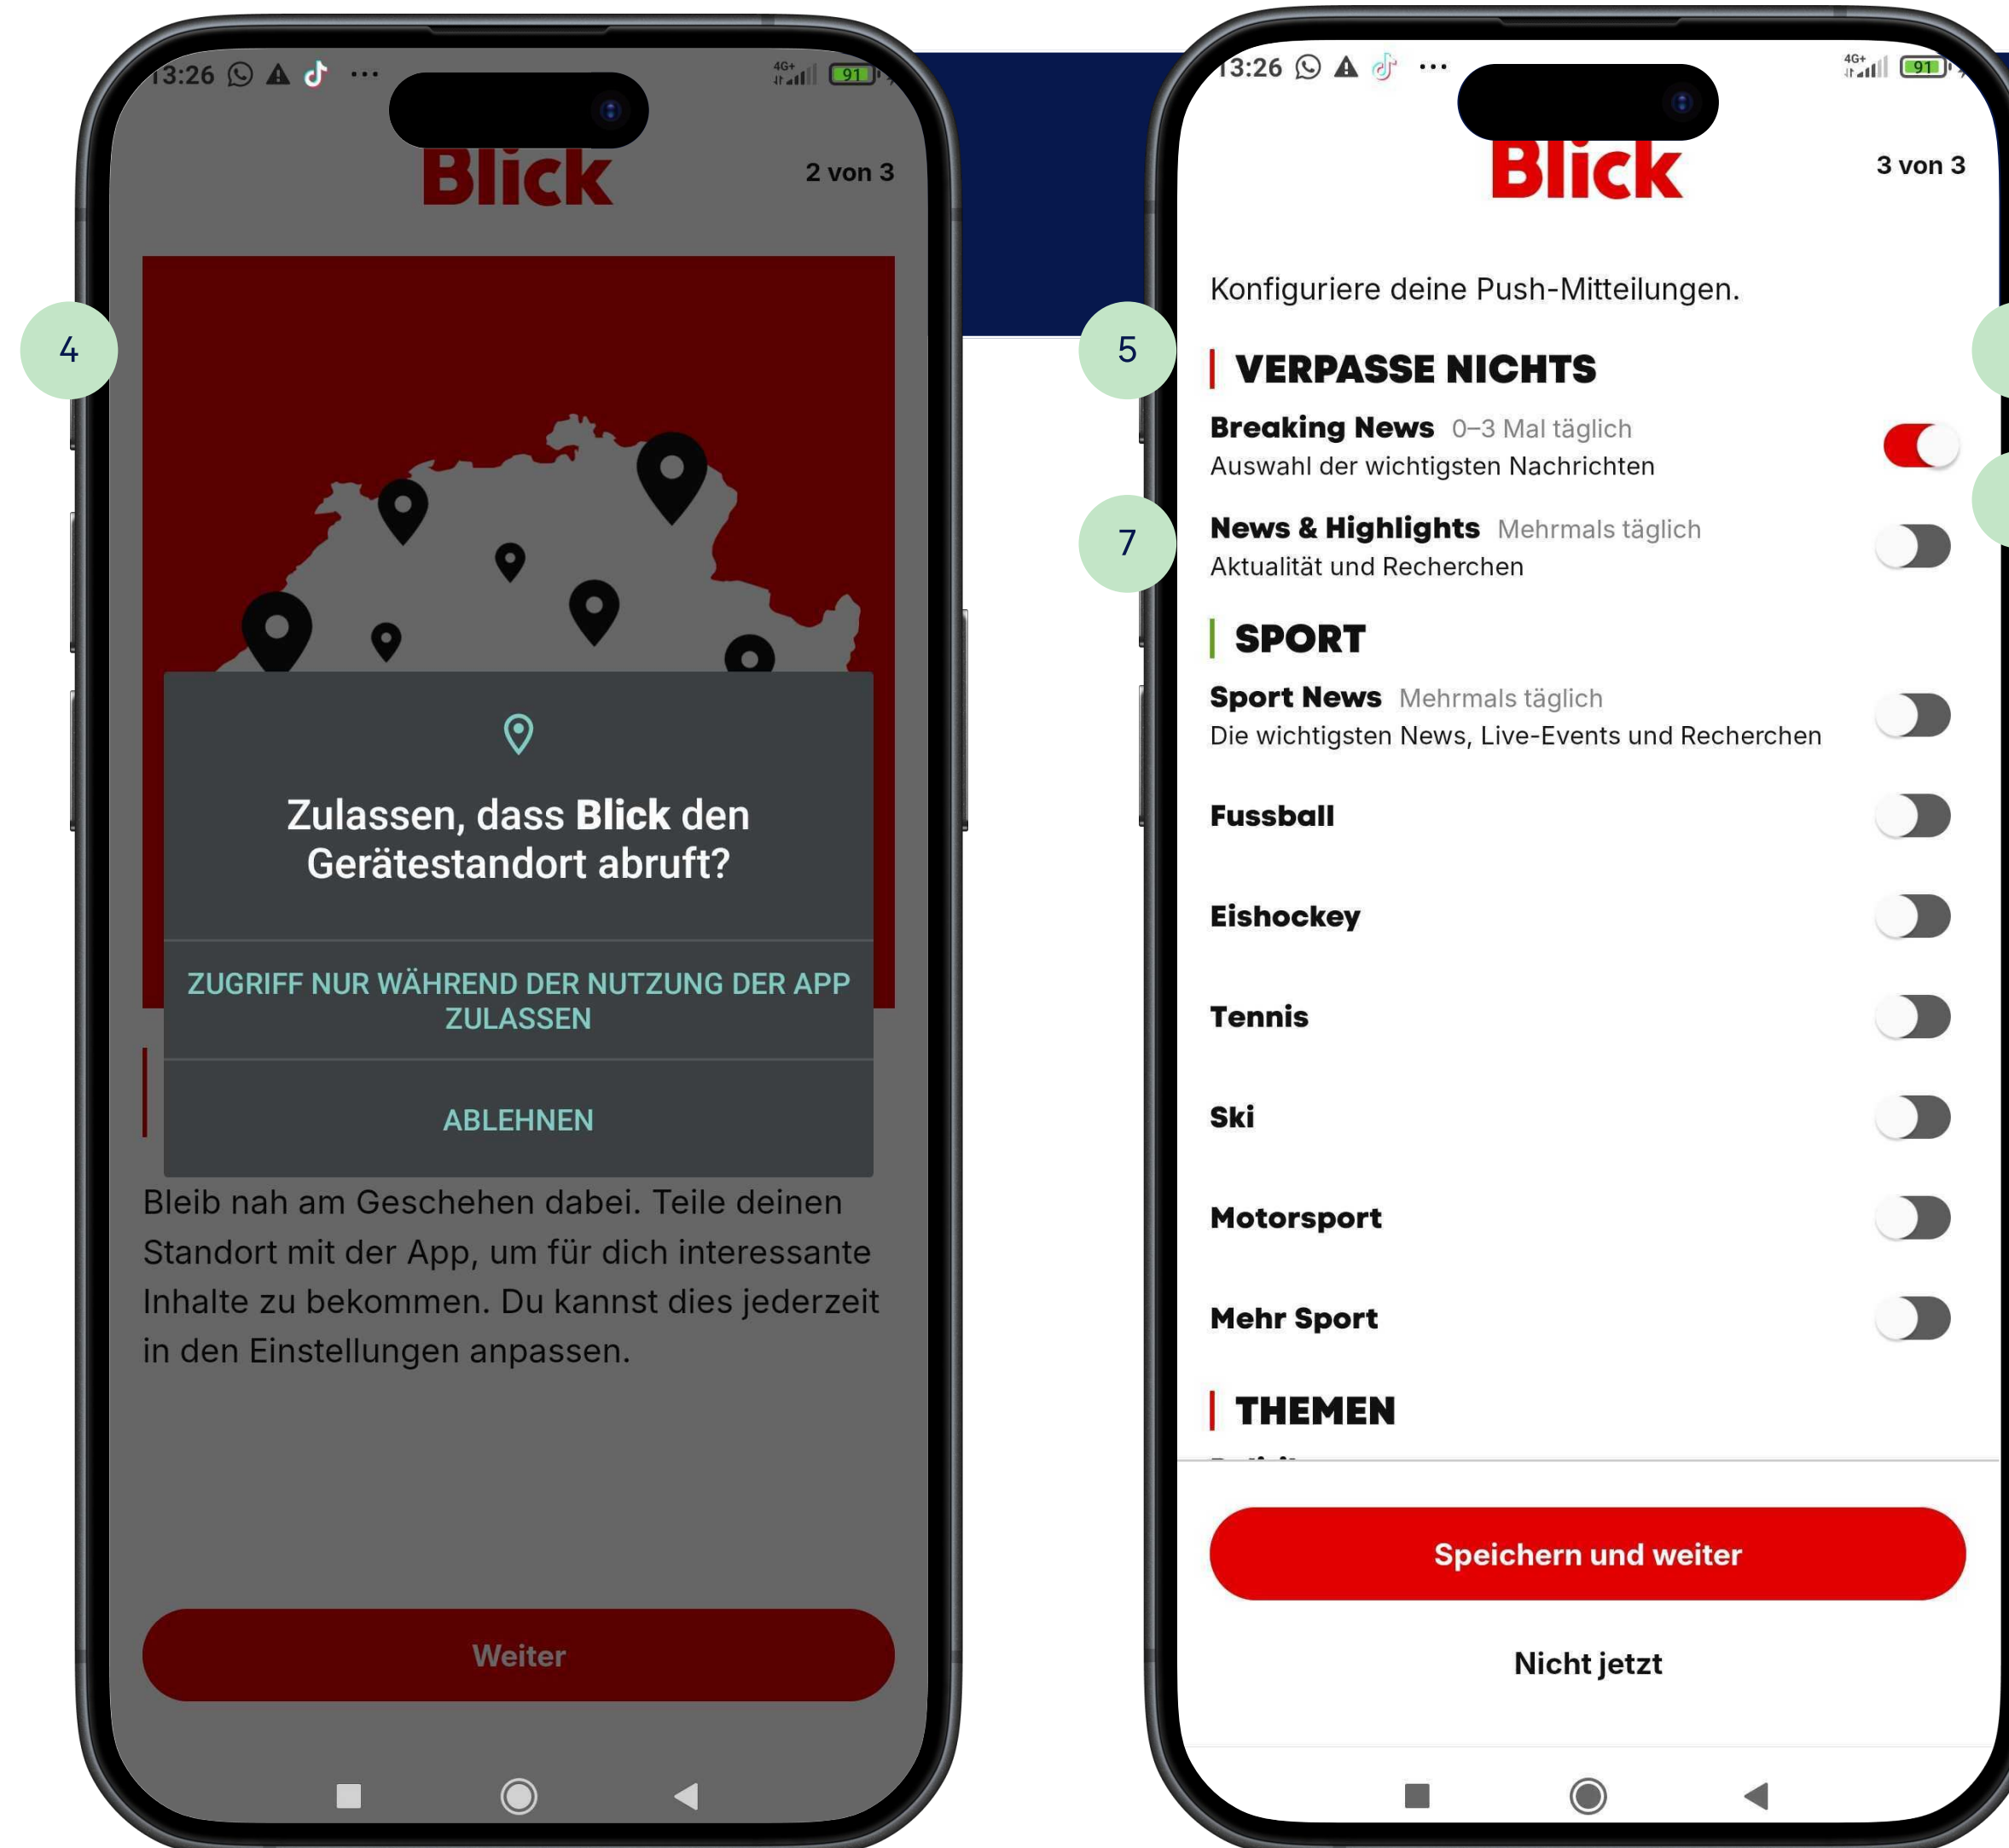 13:26
4G+
91
Blick
2 von 3
4
Zulassen, dass Blick den
Gerätestandort abruft?
ZUGRIFF NUR WÄHREND DER NUTZUNG DER APP
ZULASSEN
ABLEHNEN
Bleib nah am Geschehen dabei. Teile deinen
Standort mit der App, um für dich interessante
Inhalte zu bekommen. Du kannst dies jederzeit
in den Einstellungen anpassen.
Weiter
13:26
4G+
91
Blick
3 von 3
Konfiguriere deine Push-Mitteilungen.
5
VERPASSE NICHTS
Breaking News 0–3 Mal täglich
Auswahl der wichtigsten Nachrichten
7
News & Highlights Mehrmals täglich
Aktualität und Recherchen
SPORT
Sport News Mehrmals täglich
Die wichtigsten News, Live-Events und Recherchen
Fussball
Eishockey
Tennis
Ski
Motorsport
Mehr Sport
THEMEN
Speichern und weiter
Nicht jetzt